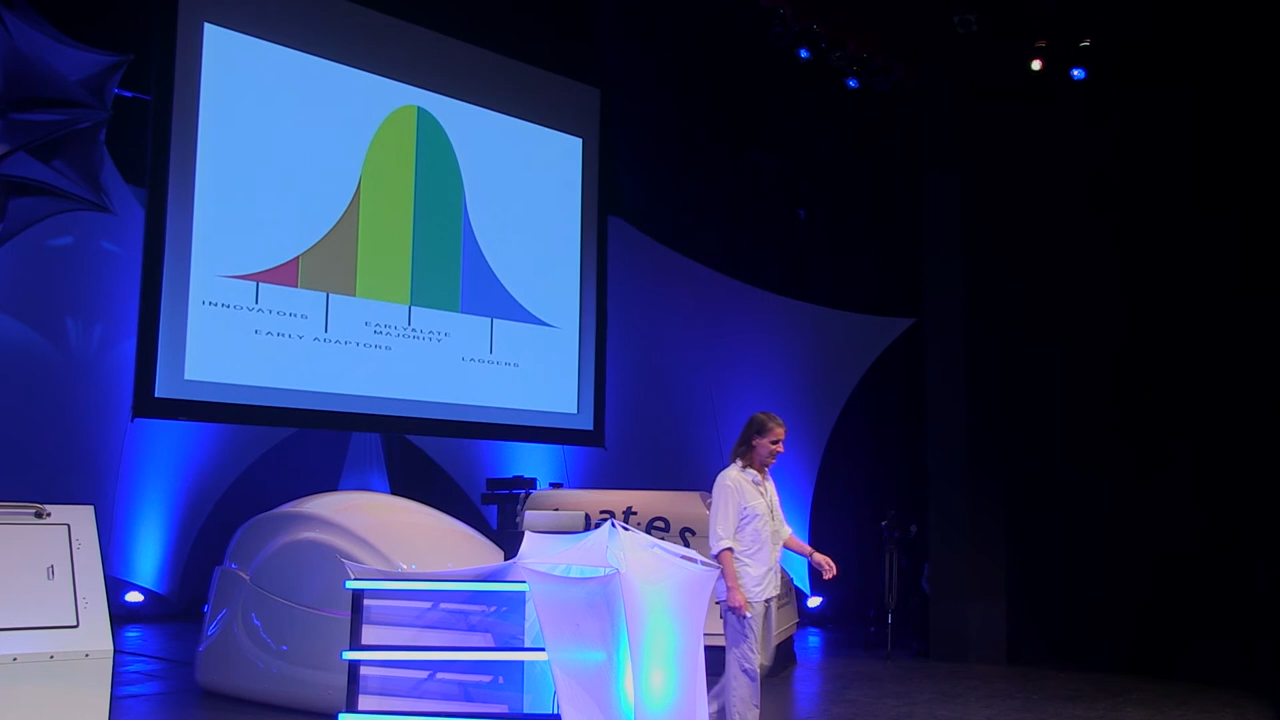 INNOVATORS
EARLY ADAPTORS
EARLY&LATE
MAJORITY
LAGGERS